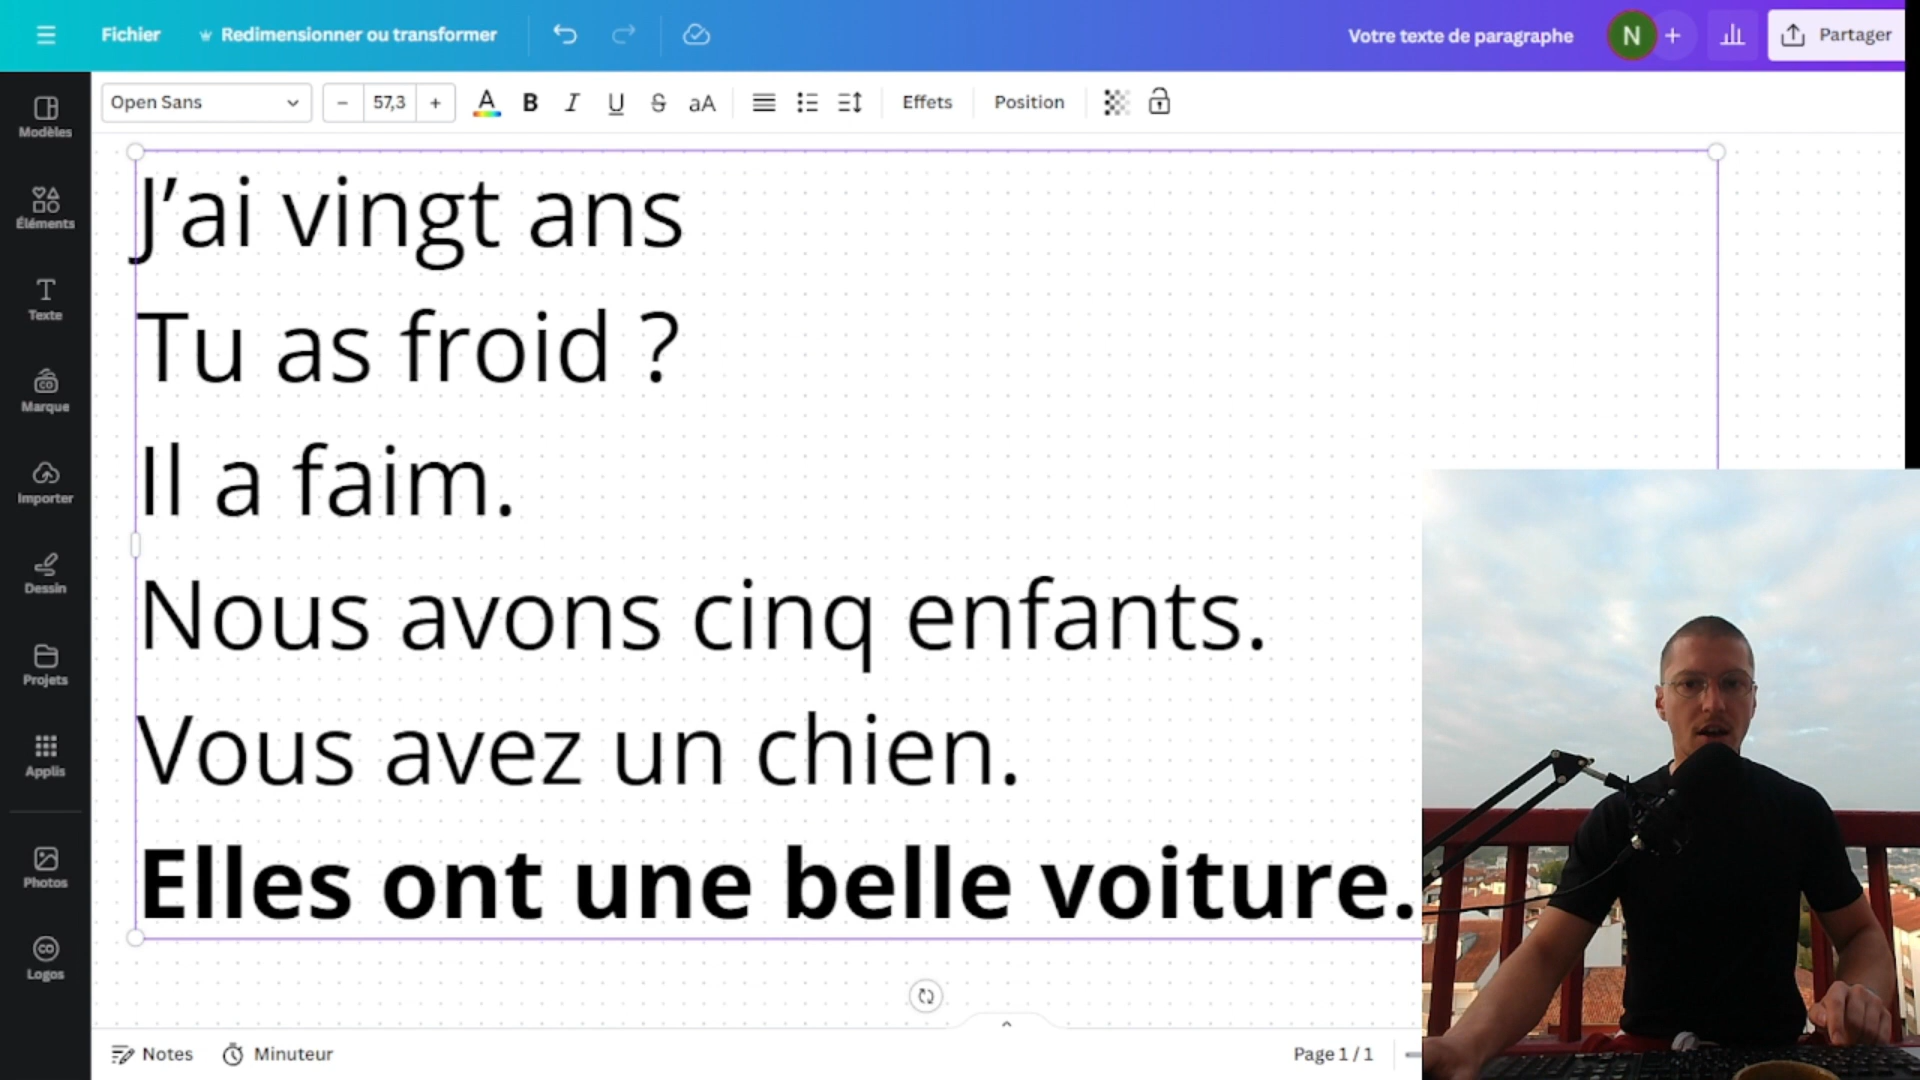 Fichier Redimensionner ou transformer Votre texte de paragraphe N + Partager
Open Sans – 57,3 + A B I U S aA Effets Position
Modèles
Éléments
Texte
Marque
Importer
Dessin
Projets
Applis
Photos
Logos
J’ai vingt ans
Tu as froid ?
Il a faim.
Nous avons cinq enfants.
Vous avez un chien.
Elles ont une belle voiture.
Notes Minuteur Page 1 / 1